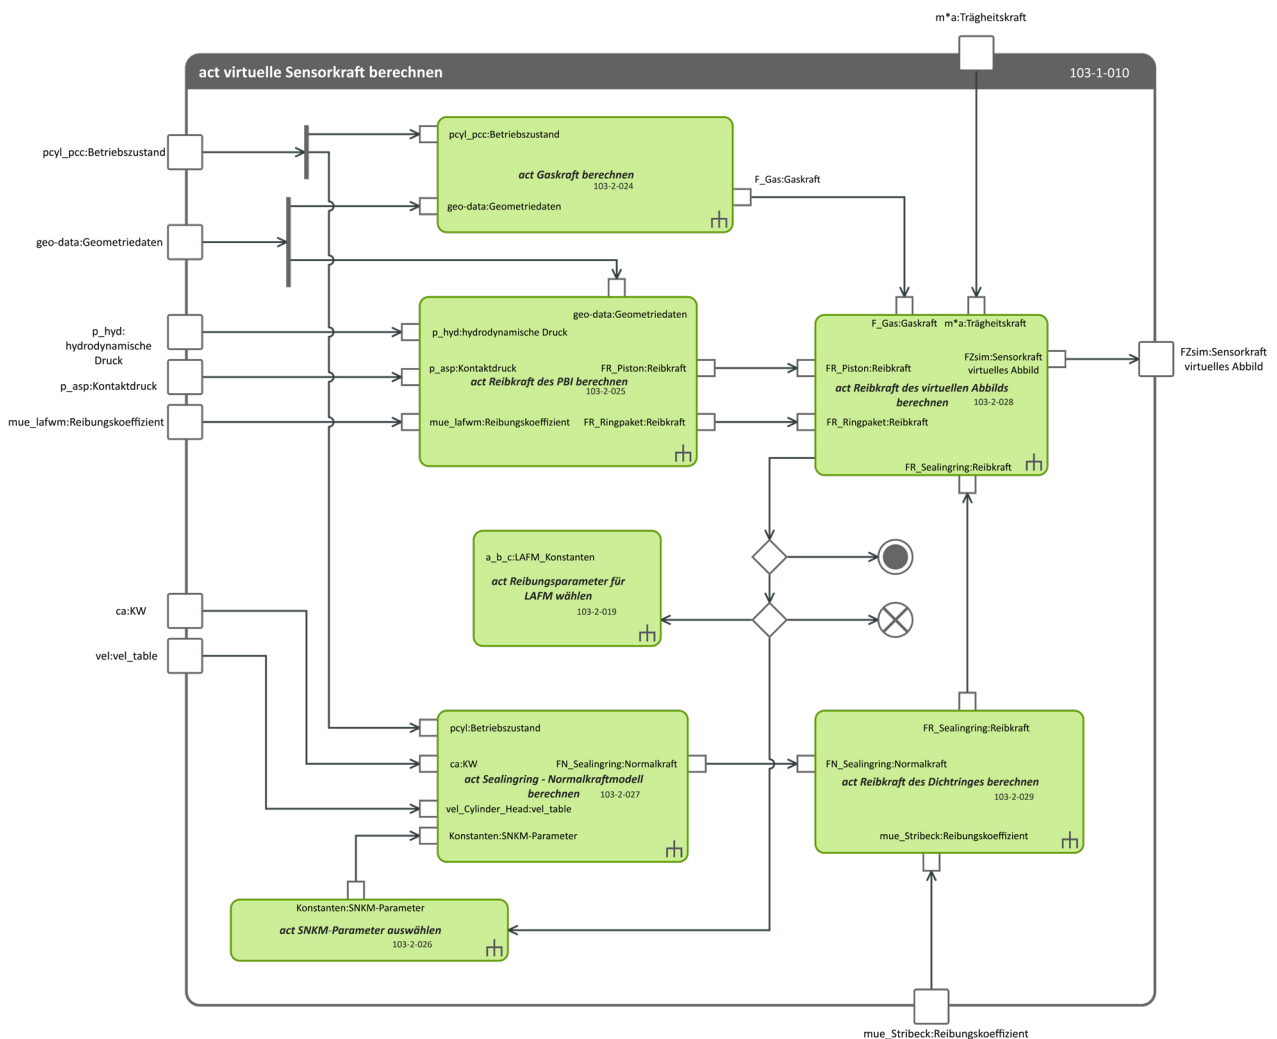 m*a:Trägheitskraft
act virtuelle Sensorkraft berechnen
103-1-010
pcyl_pcc:Betriebszustand
geo-data:Geometriedaten
p_hyd:
hydrodynamische
Druck
p_asp:Kontaktdruck
mue_lafwm:Reibungskoeffizient
ca:KW
vel:vel_table
pcyl_pcc:Betriebszustand
act Gaskraft berechnen
103-2-024
geo-data:Geometriedaten
F_Gas:Gaskraft
geo-data:Geometriedaten
p_hyd:hydrodynamische Druck
p_asp:Kontaktdruck
FR_Piston:Reibkraft
act Reibkraft des PBI berechnen
103-2-025
mue_lafwm:Reibungskoeffizient
FR_Ringpaket:Reibkraft
F_Gas:Gaskraft
m*a:Trägheitskraft
FZsim:Sensorkraft
virtuelles Abbild
FR_Piston:Reibkraft
act Reibkraft des virtuellen Abbilds
berechnen
103-2-028
FR_Ringpaket:Reibkraft
FR_Sealingring:Reibkraft
FZsim:Sensorkraft
virtuelles Abbild
a_b_c:LAFM_Konstanten
act Reibungsparameter für
LAFM wählen
103-2-019
pcyl:Betriebszustand
ca:KW
FN_Sealingring:Normalkraft
act Sealingring - Normalkraftmodell
berechnen
103-2-027
vel_Cylinder_Head:vel_table
Konstanten:SNKM-Parameter
FR_Sealingring:Reibkraft
FN_Sealingring:Normalkraft
act Reibkraft des Dichtringes berechnen
103-2-029
mue_Stribeck:Reibungskoeffizient
Konstanten:SNKM-Parameter
act SNKM-Parameter auswählen
103-2-026
mue_Stribeck:Reibungskoeffizient